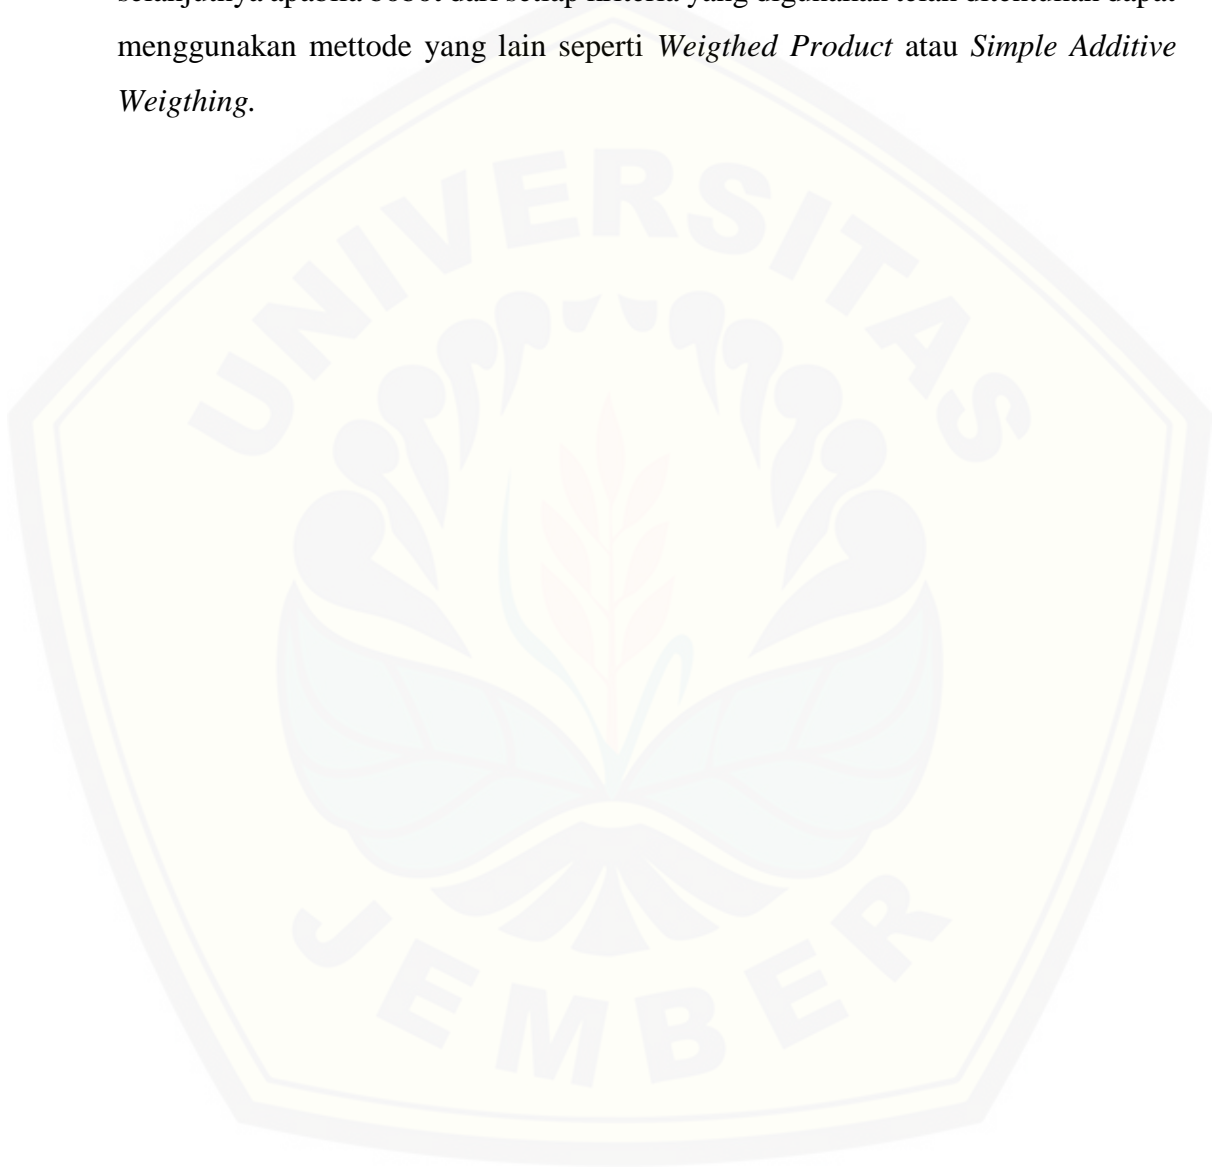 selanjutnya apabila bobot dari setiap kriteria yang digunakan telah ditentukan dapat
menggunakan mettode yang lain seperti Weigthed Product atau Simple Additive
Weigthing.
UNIVERSITAS
JEMBER